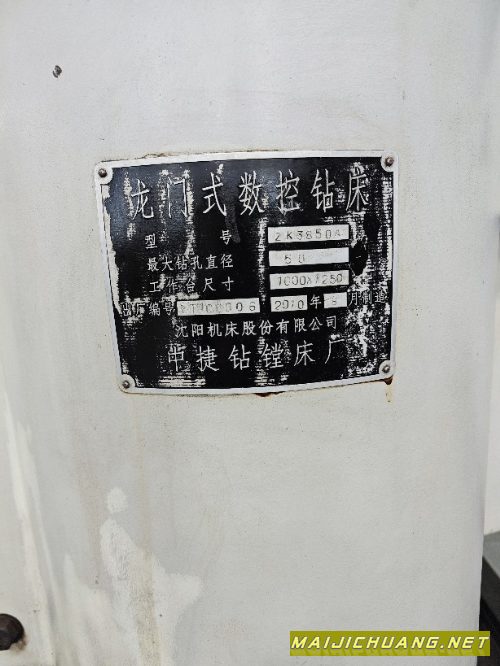 龙门式数控钻床
型号 ZK3850A
最大钻孔直径 50
工作台尺寸 1000X1250
出厂编号 2010年 8月制造
沈阳机床股份有限公司
中捷钻镗床厂
MAIJICHUANG.NET